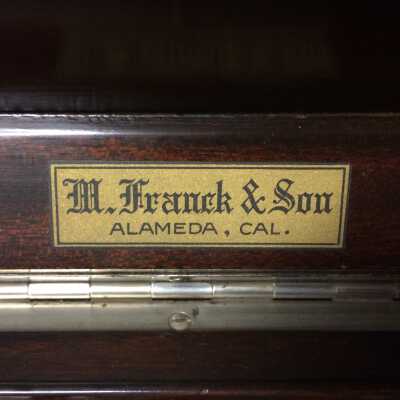 M. Franck & Son
ALAMEDA, CAL.